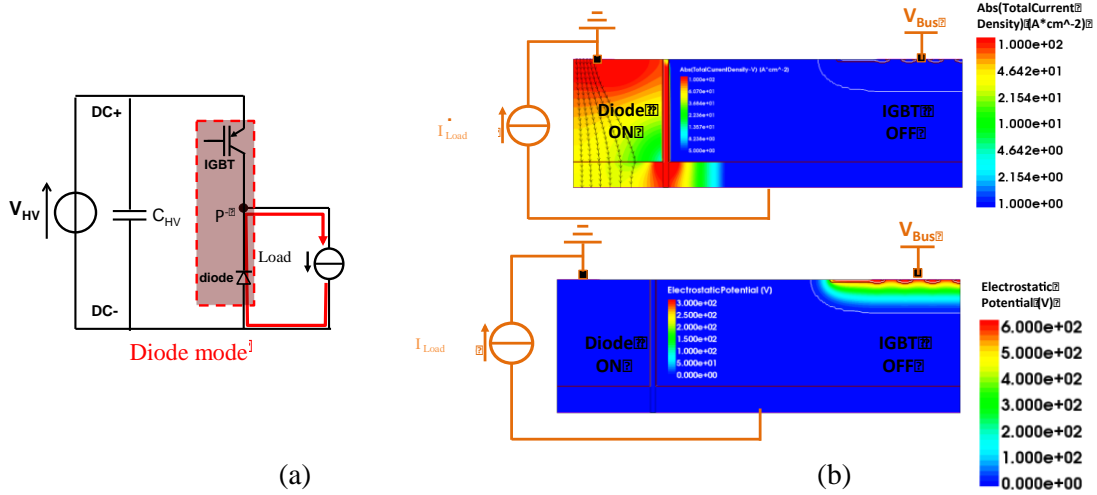 DC+
IGBT
V_HV
C_HV
P-
Load
diode
DC-
Diode mode
(a)
V_Bus
Abs(TotalCurrent
Density) (A*cm^-2)
1.000e+02
4.642e+01
2.154e+01
1.000e+01
4.642e+00
2.154e+00
1.000e+00
Abs(TotalCurrentDensity-V) (A*cm^-2)
Diode
ON
IGBT
OFF
I_Load
V_Bus
ElectrostaticPotential (V)
3.000e+02
2.500e+02
2.000e+02
1.500e+02
1.000e+02
5.000e+01
0.000e+00
Diode
ON
IGBT
OFF
I_Load
Electrostatic
Potential (V)
6.000e+02
5.000e+02
4.000e+02
3.000e+02
2.000e+02
1.000e+02
0.000e+00
(b)